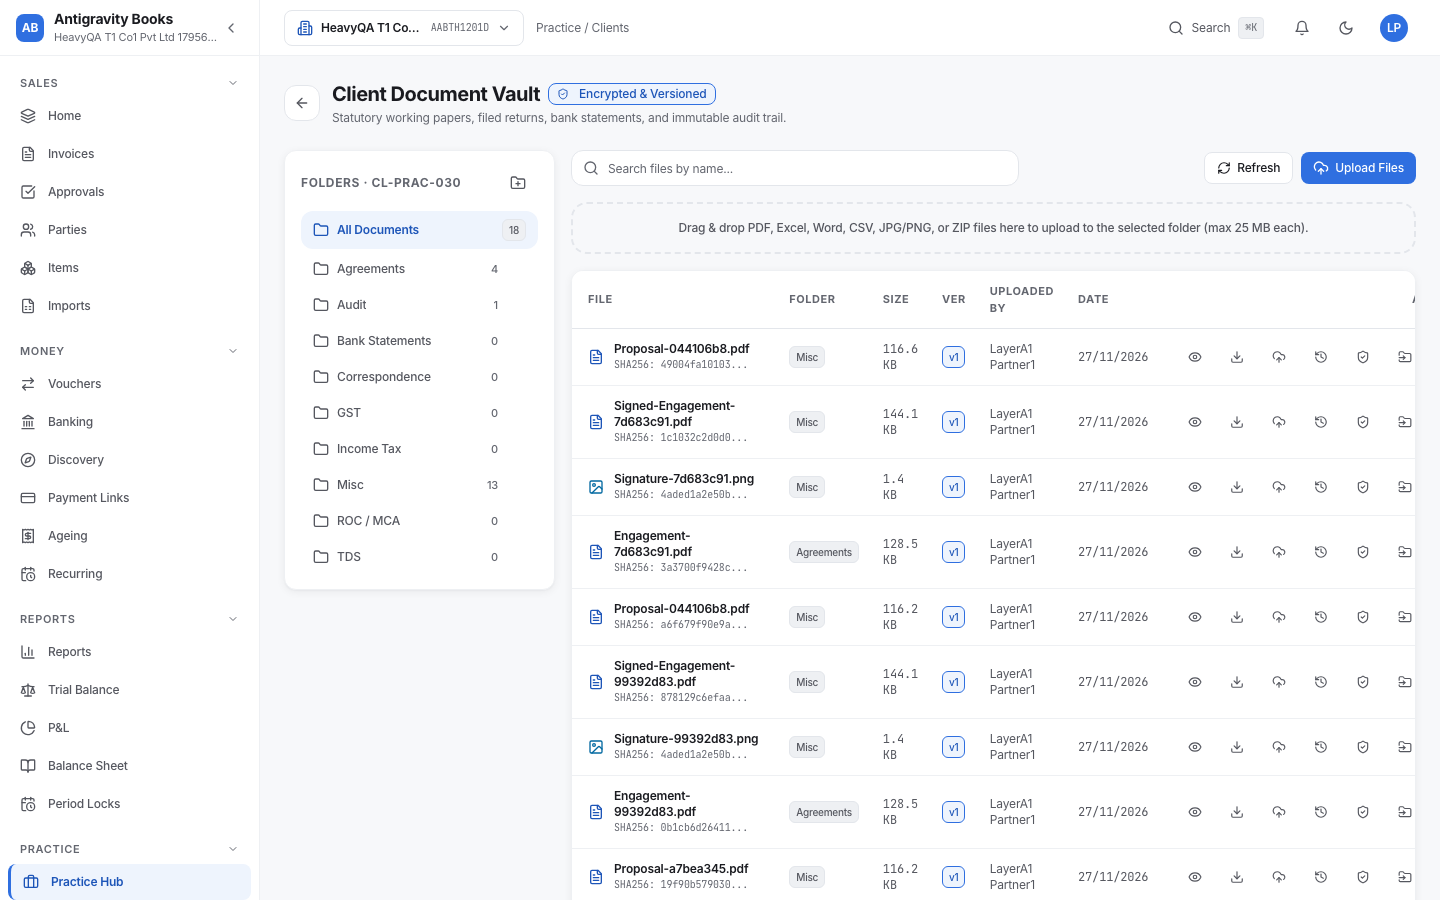 AB
Antigravity Books
HeavyQA T1 Co1 Pvt Ltd 17956...
HeavyQA T1 Co... AABTH1201D
Practice / Clients
Search ⌘K
LP
SALES
Home
Invoices
Approvals
Parties
Items
Imports
MONEY
Vouchers
Banking
Discovery
Payment Links
Ageing
Recurring
REPORTS
Reports
Trial Balance
P&L
Balance Sheet
Period Locks
PRACTICE
Practice Hub
Client Document Vault
Encrypted & Versioned
Statutory working papers, filed returns, bank statements, and immutable audit trail.
FOLDERS · CL-PRAC-030
All Documents 18
Agreements 4
Audit 1
Bank Statements 0
Correspondence 0
GST 0
Income Tax 0
Misc 13
ROC / MCA 0
TDS 0
Search files by name...
Refresh
Upload Files
Drag & drop PDF, Excel, Word, CSV, JPG/PNG, or ZIP files here to upload to the selected folder (max 25 MB each).
FILE FOLDER SIZE VER UPLOADED BY DATE
Proposal-044106b8.pdf
SHA256: 49004fa10103...
Misc 116.6 KB v1 LayerA1 Partner1 27/11/2026
Signed-Engagement-
7d683c91.pdf
SHA256: 1c1032c2d0d0...
Misc 144.1 KB v1 LayerA1 Partner1 27/11/2026
Signature-7d683c91.png
SHA256: 4aded1a2e50b...
Misc 1.4 KB v1 LayerA1 Partner1 27/11/2026
Engagement-
7d683c91.pdf
SHA256: 3a3700f9428c...
Agreements 128.5 KB v1 LayerA1 Partner1 27/11/2026
Proposal-044106b8.pdf
SHA256: a6f679f90e9a...
Misc 116.2 KB v1 LayerA1 Partner1 27/11/2026
Signed-Engagement-
99392d83.pdf
SHA256: 878129c6efaa...
Misc 144.1 KB v1 LayerA1 Partner1 27/11/2026
Signature-99392d83.png
SHA256: 4aded1a2e50b...
Misc 1.4 KB v1 LayerA1 Partner1 27/11/2026
Engagement-
99392d83.pdf
SHA256: 0b1cb6d26411...
Agreements 128.5 KB v1 LayerA1 Partner1 27/11/2026
Proposal-a7bea345.pdf
SHA256: 19f90b579030...
Misc 116.2 KB v1 LayerA1 Partner1 27/11/2026